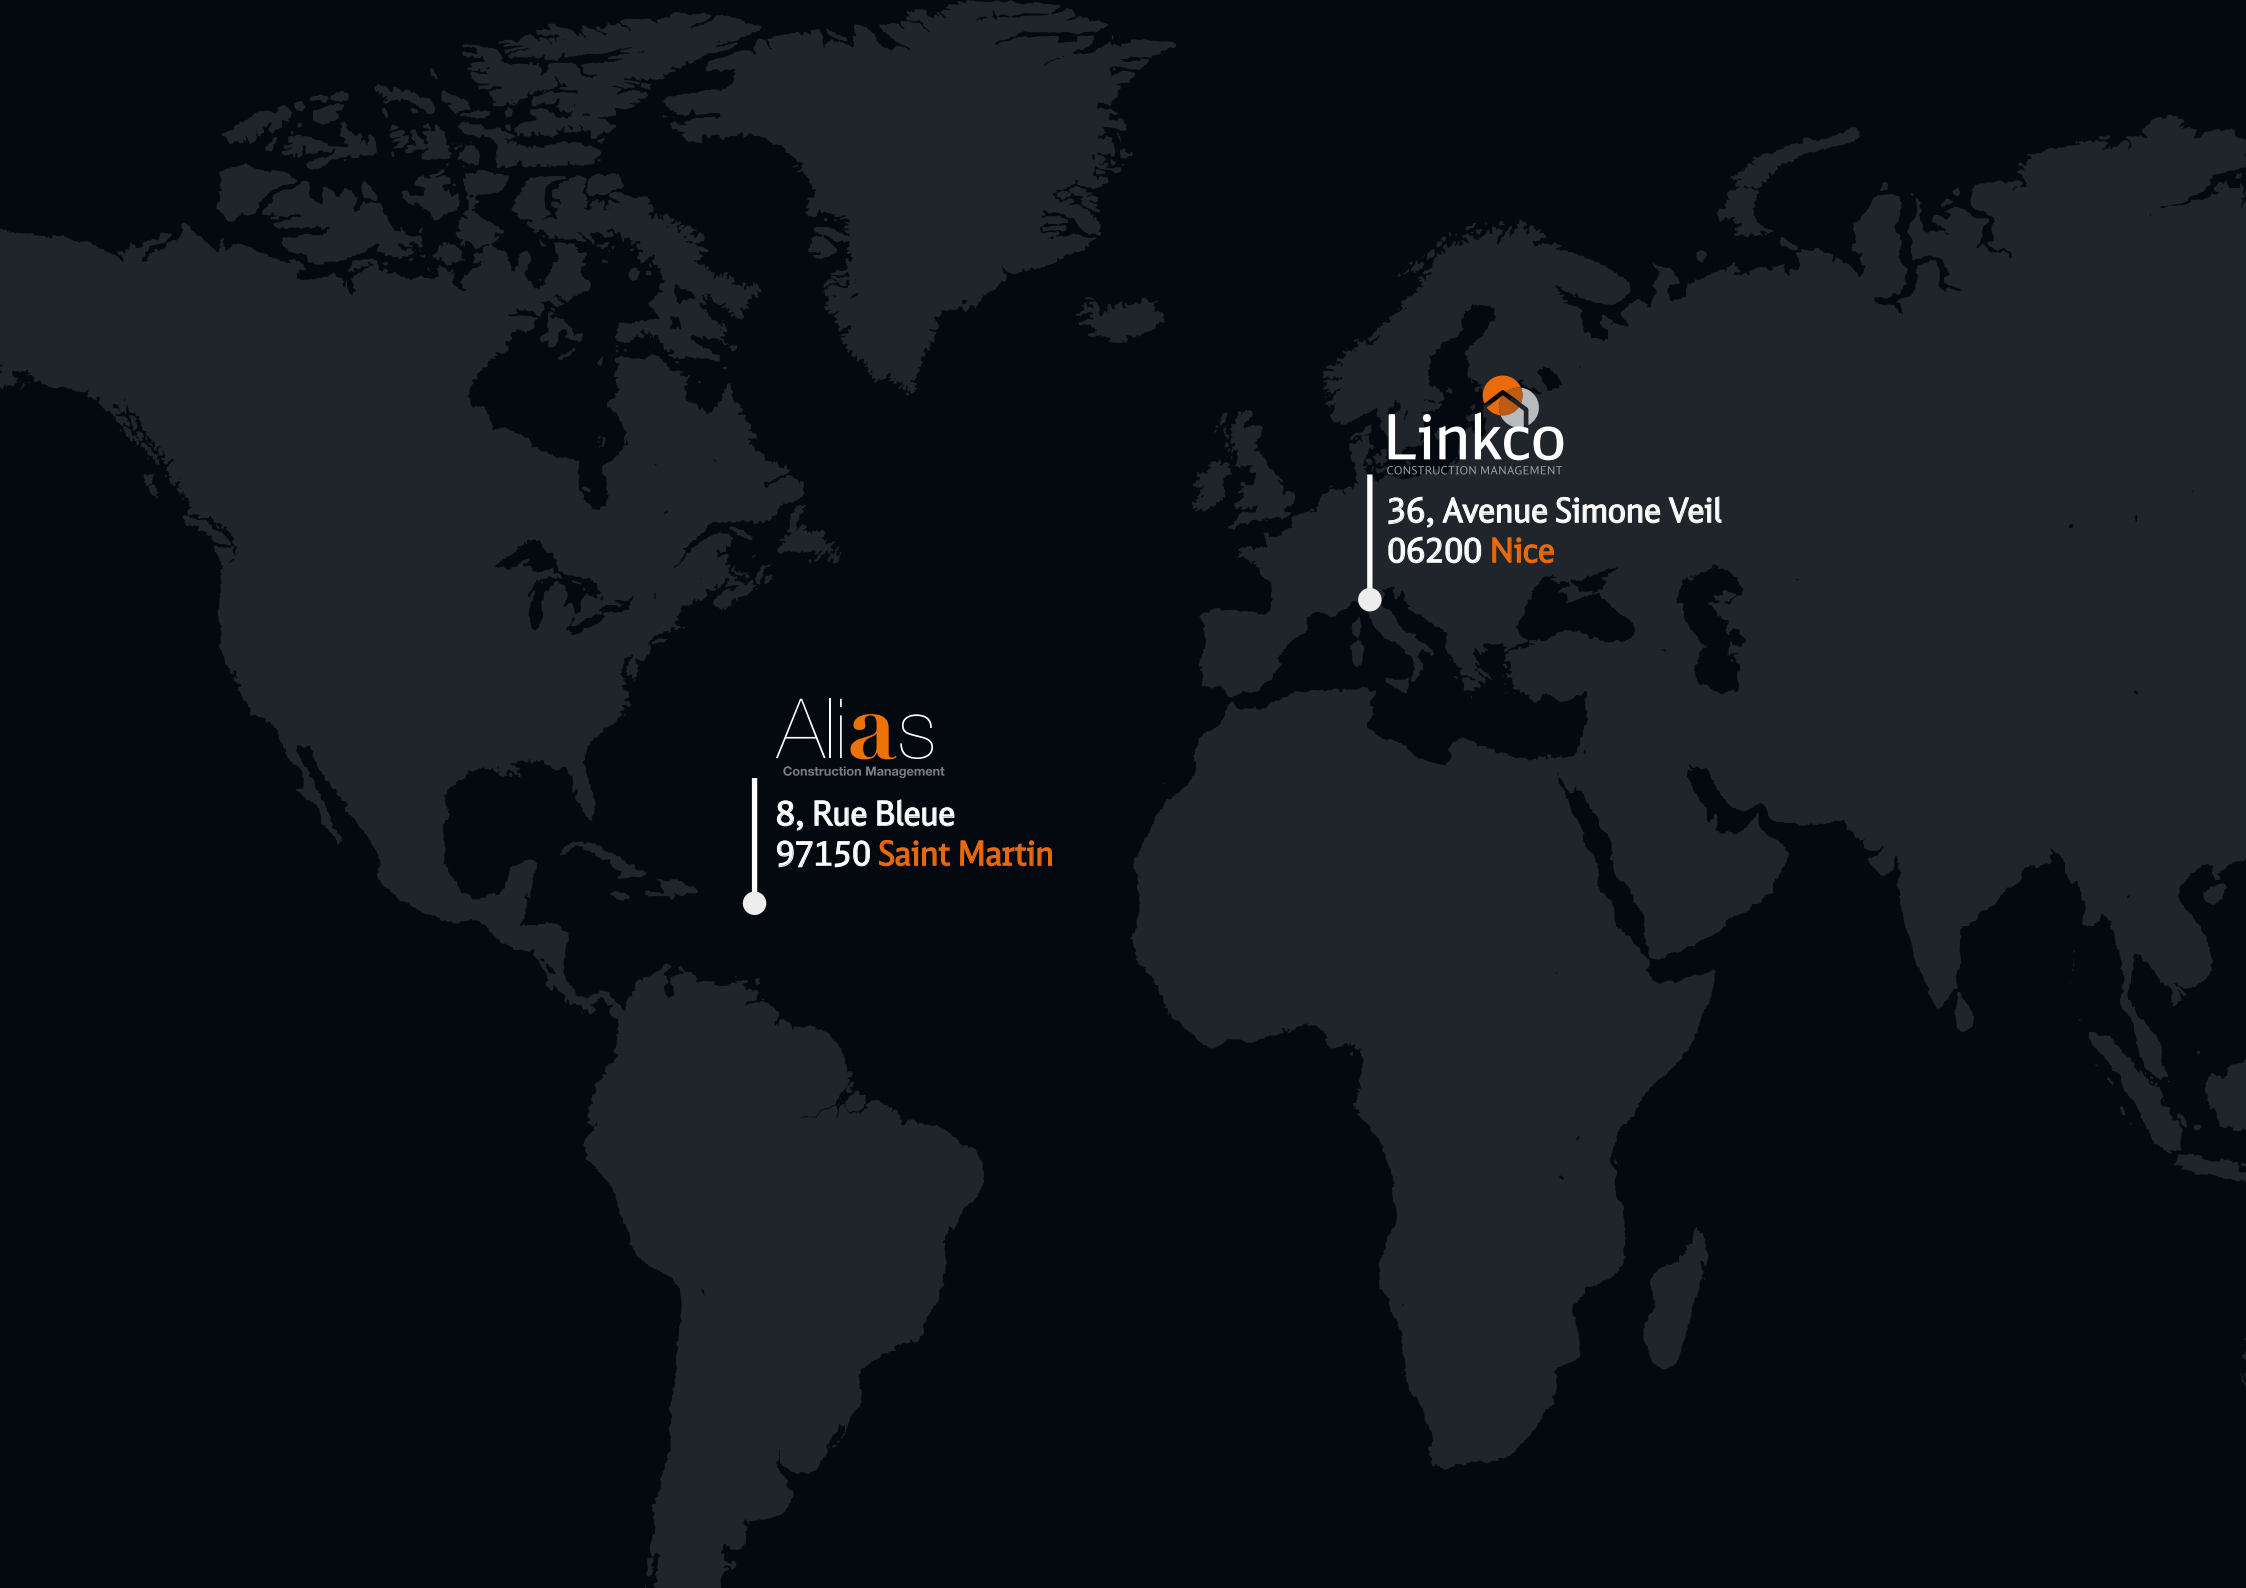 Linkco
CONSTRUCTION MANAGEMENT
36, Avenue Simone Veil
06200 Nice
Alias
Construction Management
8, Rue Bleue
97150 Saint Martin